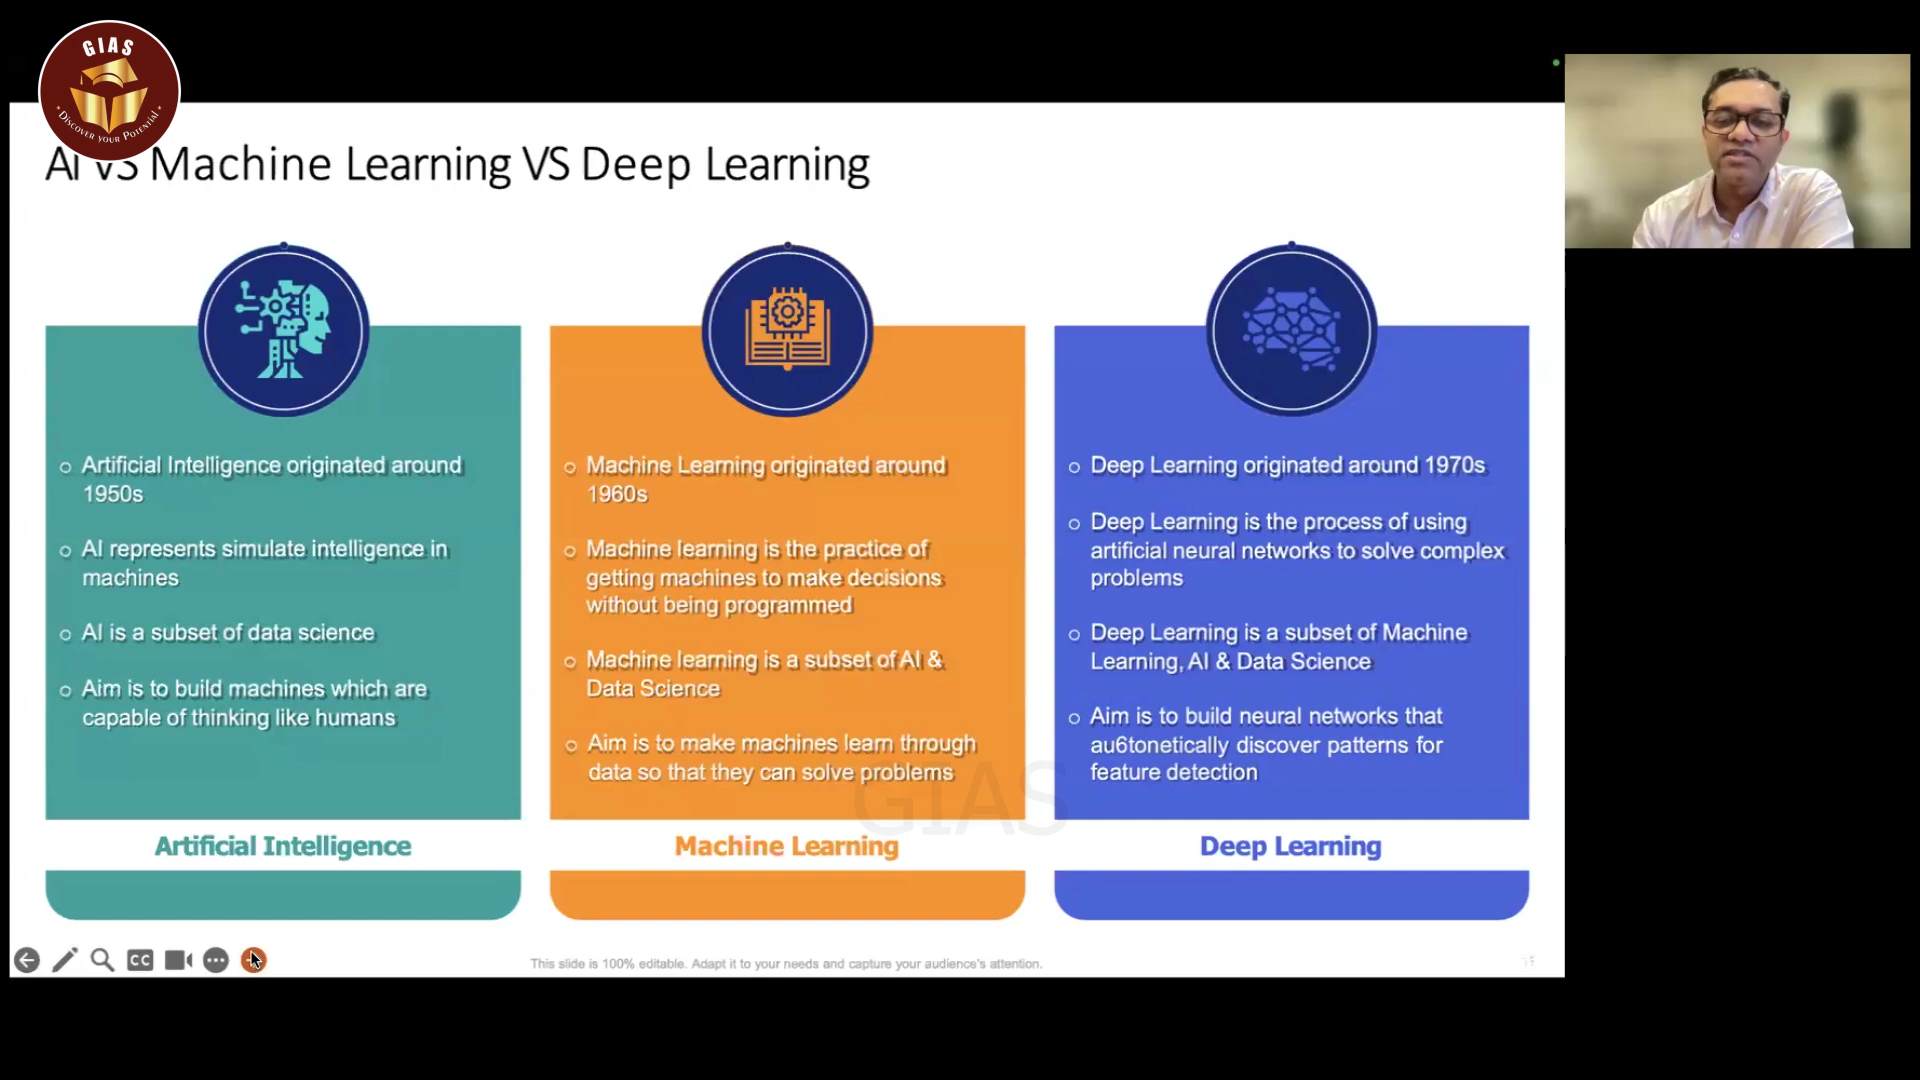 GIAS
DISCOVER YOUR POTENTIAL
AI VS Machine Learning VS Deep Learning
Artificial Intelligence originated around
1950s
AI represents simulate intelligence in
machines
AI is a subset of data science
Aim is to build machines which are
capable of thinking like humans
Artificial Intelligence
Machine Learning originated around
1960s
Machine learning is the practice of
getting machines to make decisions
without being programmed
Machine learning is a subset of AI &
Data Science
Aim is to make machines learn through
data so that they can solve problems
Machine Learning
Deep Learning originated around 1970s
Deep Learning is the process of using
artificial neural networks to solve complex
problems
Deep Learning is a subset of Machine
Learning, AI & Data Science
Aim is to build neural networks that
au6tonetically discover patterns for
feature detection
Deep Learning
GIAS
CC
This slide is 100% editable. Adapt it to your needs and capture your audience's attention.